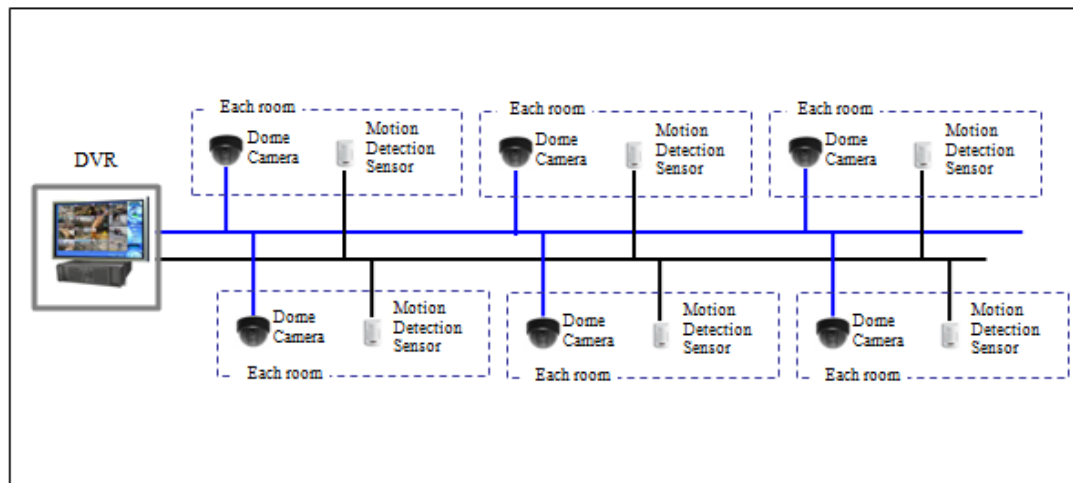 Each room
Dome
Camera
Motion
Detection
Sensor
Each room
Dome
Camera
Motion
Detection
Sensor
Each room
Dome
Camera
Motion
Detection
Sensor
DVR
Dome
Camera
Motion
Detection
Sensor
Each room
Dome
Camera
Motion
Detection
Sensor
Each room
Dome
Camera
Motion
Detection
Sensor
Each room